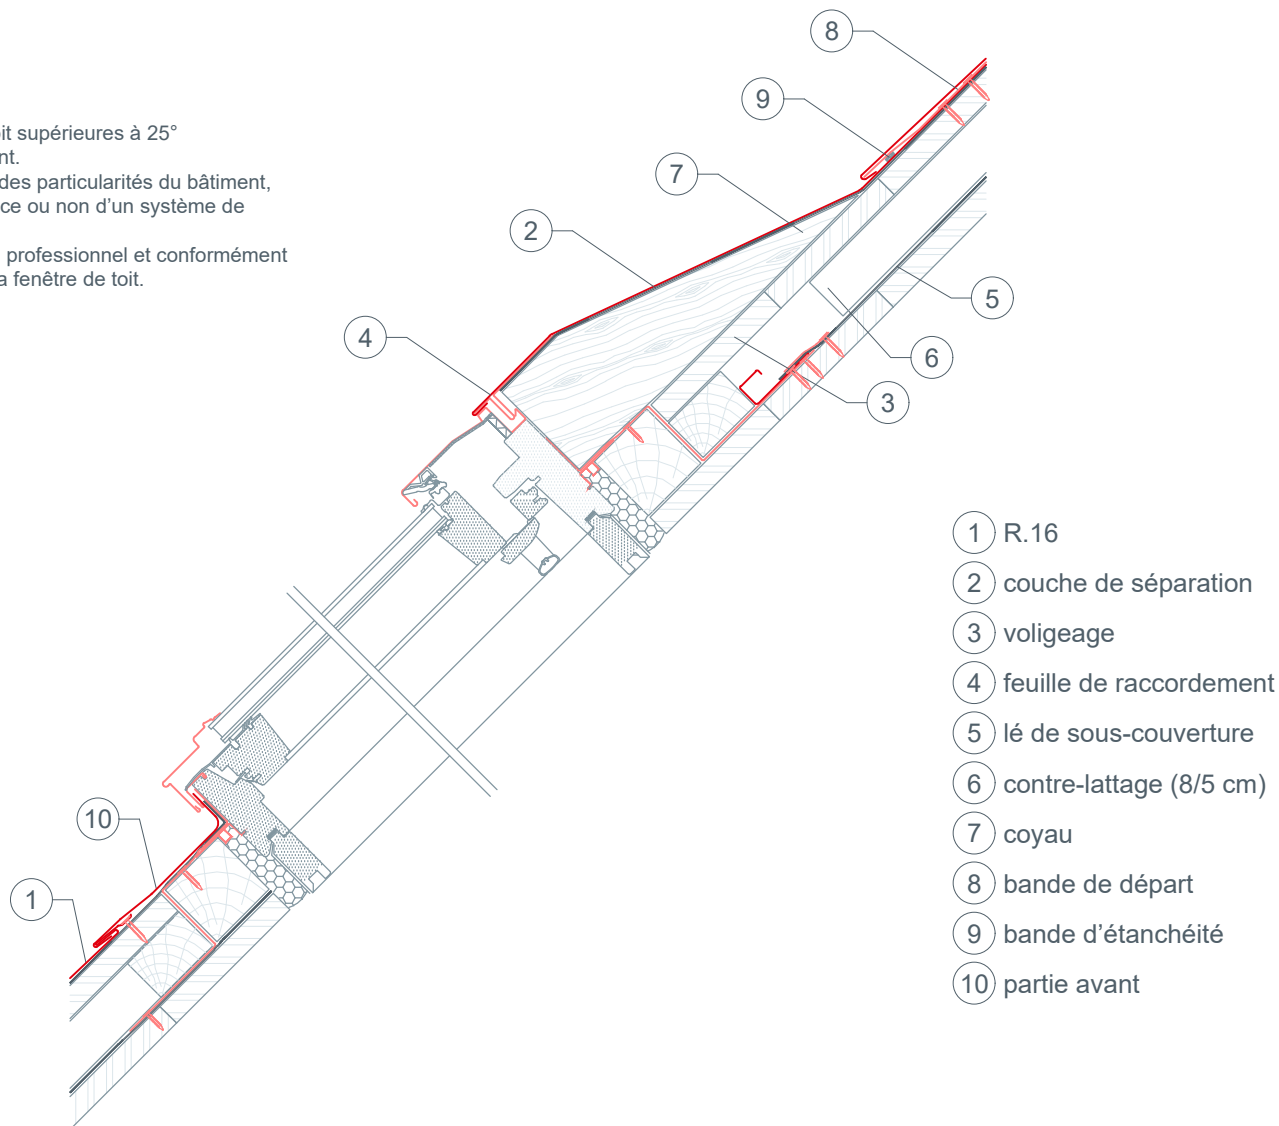 it supérieures à 25°
nt.
des particularités du bâtiment,
ce ou non d'un système de
professionnel et conformément
a fenêtre de toit.
8
9
7
2
4
5
6
3
10
1
1 R.16
2 couche de séparation
3 voligeage
4 feuille de raccordement
5 lé de sous-couverture
6 contre-lattage (8/5 cm)
7 coyau
8 bande de départ
9 bande d'étanchéité
10 partie avant